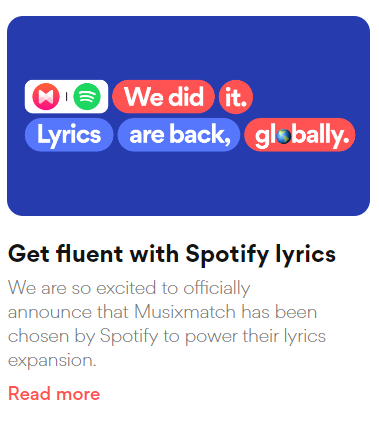 We did it.
Lyrics are back, globally.
Get fluent with Spotify lyrics
We are so excited to officially
announce that Musixmatch has been
chosen by Spotify to power their lyrics
expansion.
Read more